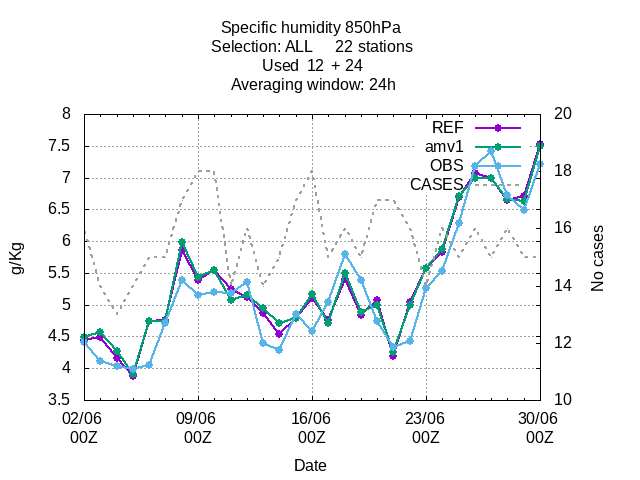 Specific humidity 850hPa
Selection: ALL 22 stations
Used 12 + 24
Averaging window: 24h
8
7.5
7
6.5
6
5.5
5
4.5
4
3.5
g/Kg
20
18
16
14
12
10
No cases
REF
amv1
OBS
CASES
02/06 09/06 16/06 23/06 30/06
00Z 00Z 00Z 00Z 00Z
Date